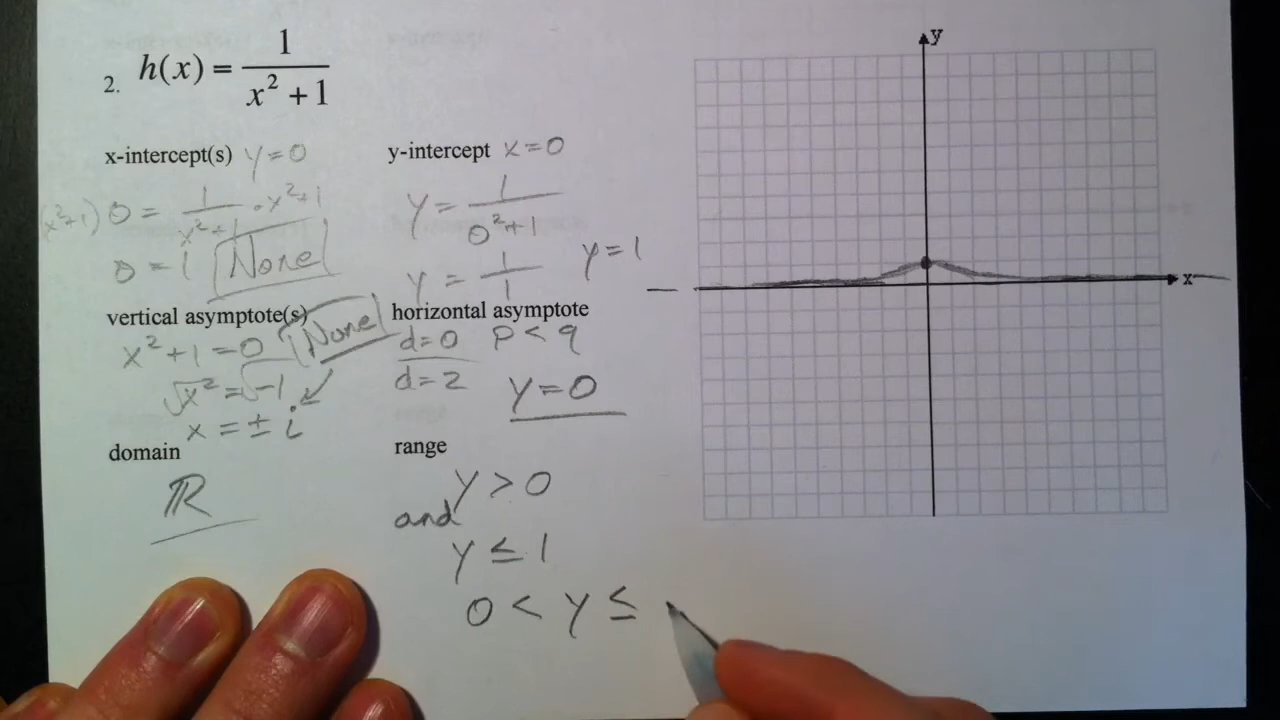 2. h(x) = 1 / (x² + 1)
x-intercept(s) y = 0
(x²+1) 0 = 1 / (x²+1) · x²+1
0 = 1 None
y-intercept x = 0
y = 1 / (0²+1)
y = 1 / 1 y = 1
vertical asymptote(s) None
x² + 1 = 0
√x² = √-1
x = ± i
horizontal asymptote
d = 0 p < q
d = 2 y = 0
domain
ℝ
range
y > 0
and
y ≤ 1
0 < y ≤
y
x